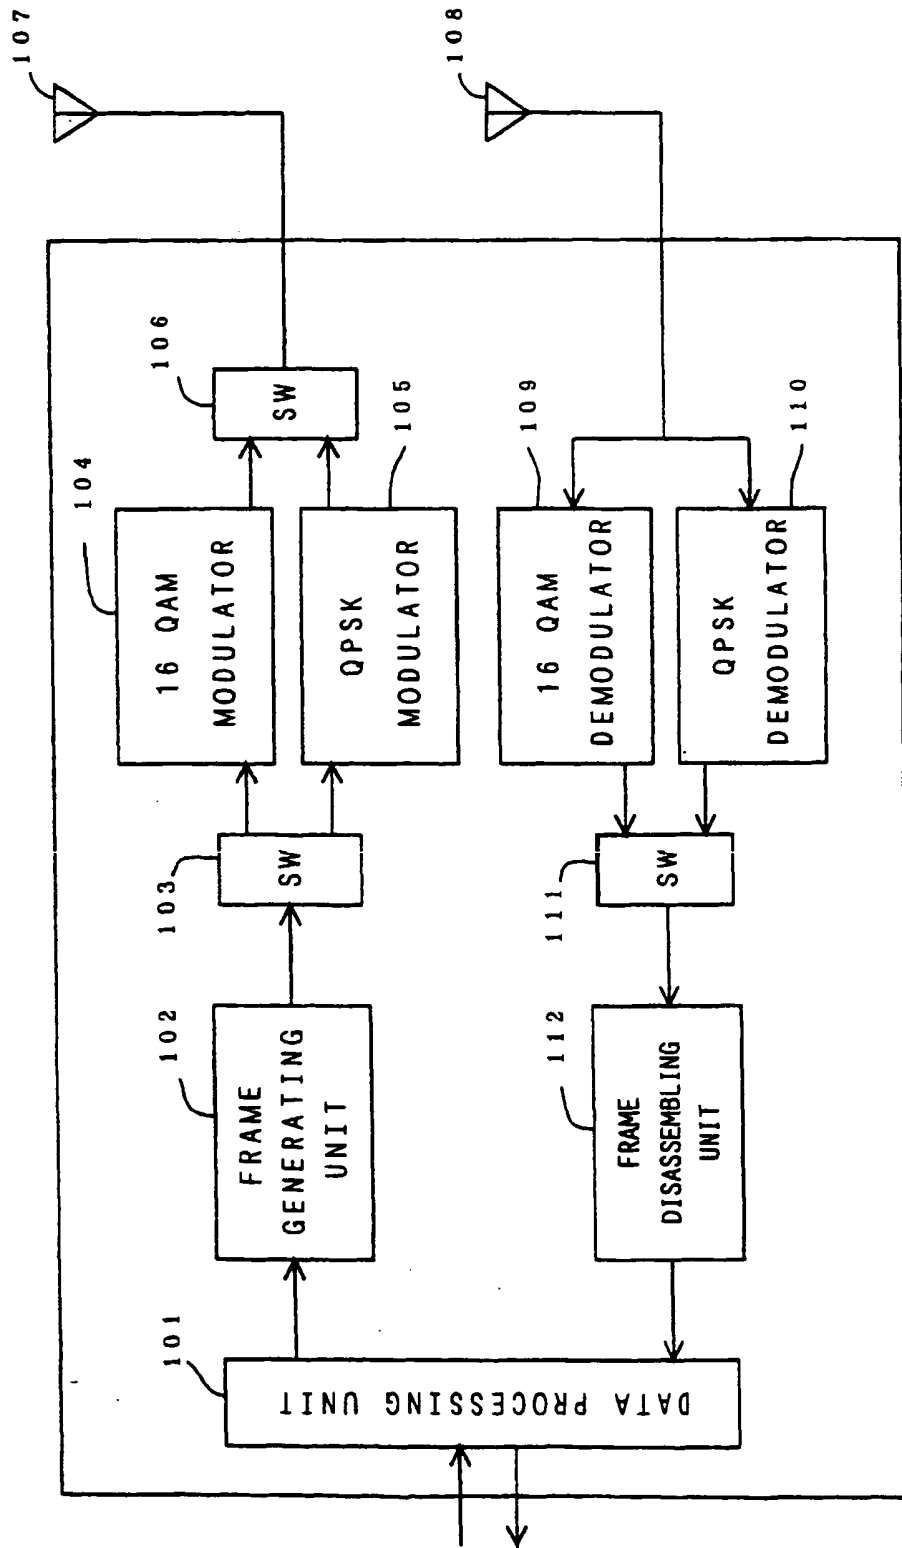 107
108
106
SW
104
16 QAM
MODULATOR
105
QPSK
MODULATOR
109
16 QAM
DEMODULATOR
110
QPSK
DEMODULATOR
103
SW
111
SW
102
FRAME
GENERATING
UNIT
112
FRAME
DISASSEMBLING
UNIT
101
DATA PROCESSING UNIT